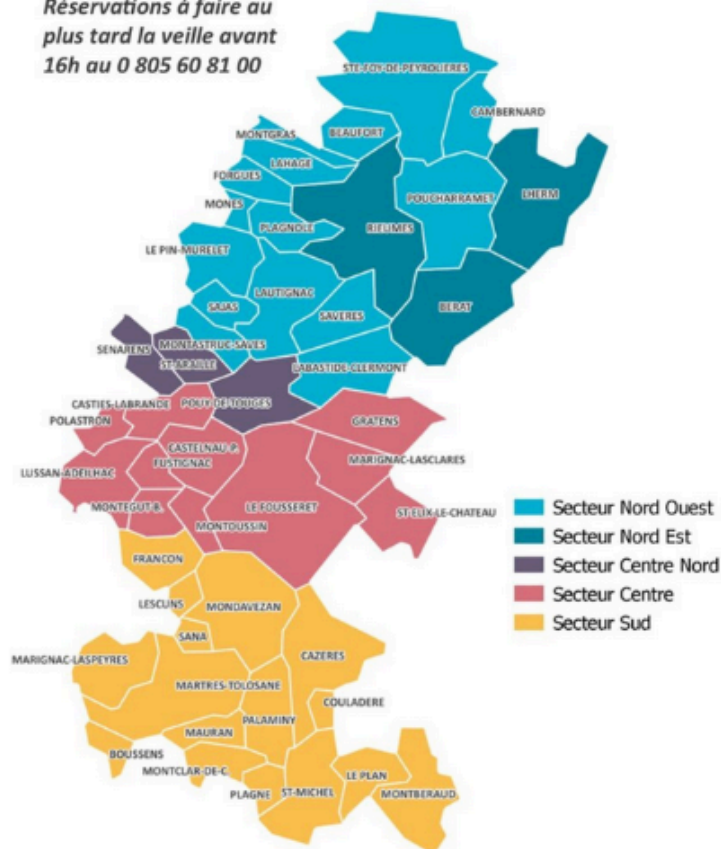 Réservations à faire au
plus tard la veille avant
16h au 0 805 60 81 00
STE-FOY-DE-PEYROLIERES
CAMBERNARD
BEAUFORT
MONTGRAS
LAHAGE
FORGUES
LHERM
POUCHARRAMET
MONES
PLAGNOLE
RIEUMES
LE PIN-MURELET
LAUTIGNAC
SAJAS
BERAT
SAVERES
MONTASTRUC-SAVES
SENARENS
ST-ARAILLE
LABASTIDE-CLERMONT
CASTIES-LABRANDE
POUY-DE-TOUGES
POLASTRON
GRATENS
CASTELNAU P.
FUSTIGNAC
MARIGNAC-LASCLARES
LUSSAN-ADEILHAC
MONTEGUT B.
LE FOUSSERET
ST-ELIX-LE-CHATEAU
MONTOUSSIN
Secteur Nord Ouest
Secteur Nord Est
Secteur Centre Nord
Secteur Centre
Secteur Sud
FRANCON
LESCUNS
MONDAVEZAN
SANA
MARIGNAC-LASPEYRES
CAZERES
MARTRES-TOLOSANE
COULADERE
PALAMINY
MAURAN
BOUSSENS
MONTCLAR-DE-C
LE PLAN
PLAGNE
ST-MICHEL
MONTBERAUD